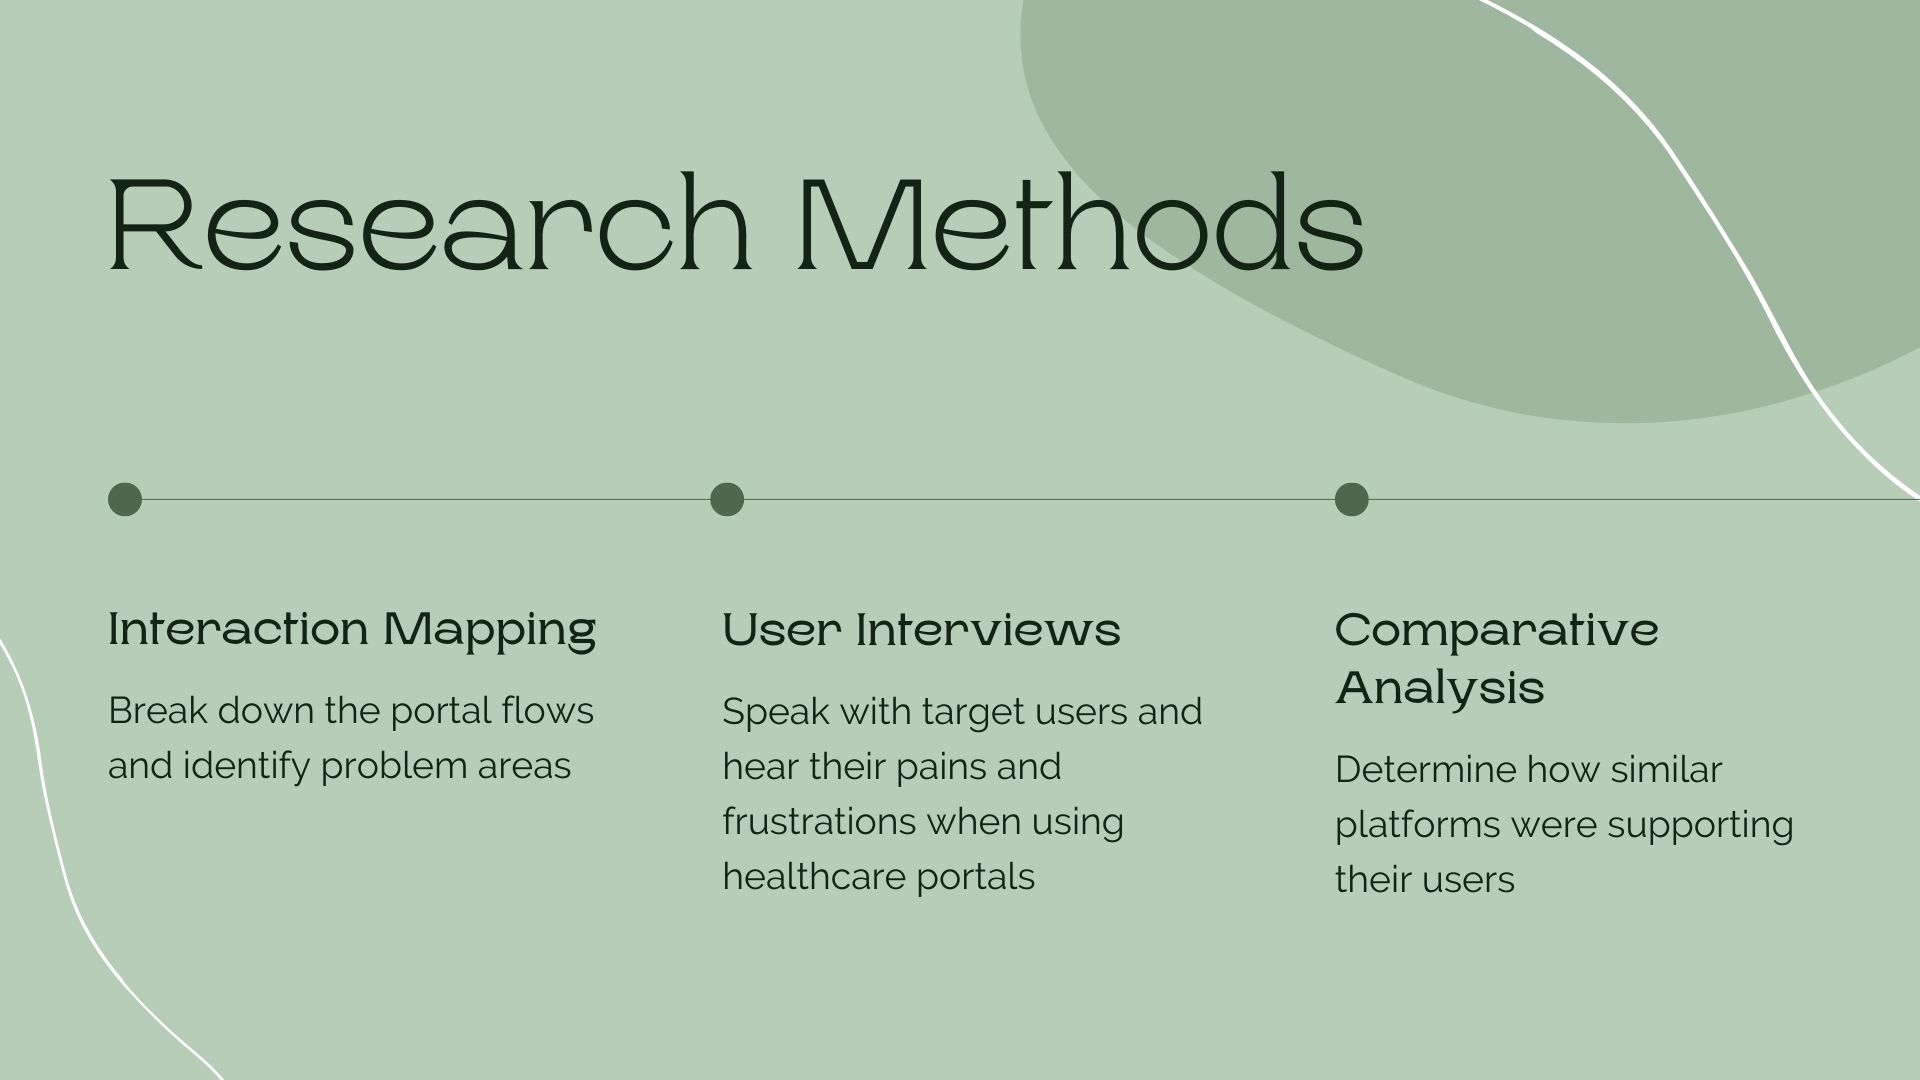 Research Methods
Interaction Mapping
Break down the portal flows
and identify problem areas
User Interviews
Speak with target users and
hear their pains and
frustrations when using
healthcare portals
Comparative
Analysis
Determine how similar
platforms were supporting
their users